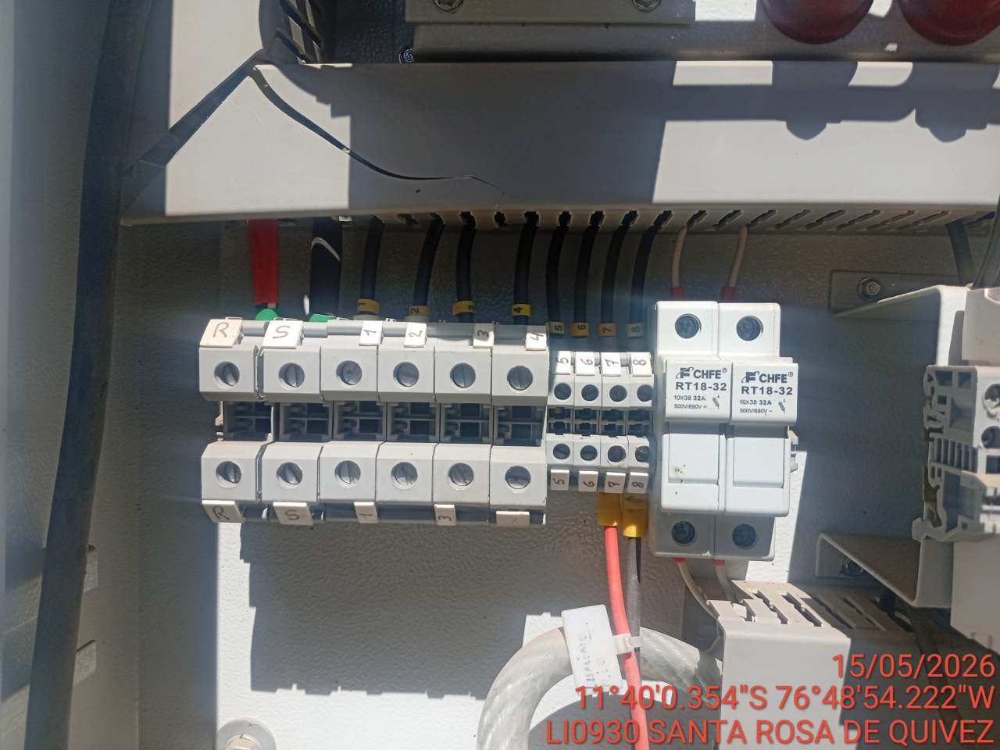 1
2
3
4
5
6
7
8
R
S
1
2
3
4
5
6
7
8
CHFE®
RT18-32
10x38 32A
500V/690V~
CHFE®
RT18-32
10x38 32A
500V/690V~
5
6
7
8
R
S
1
3
15/05/2026
11°40'0.354"S 76°48'54.222"W
LI0930 SANTA ROSA DE QUIVEZ